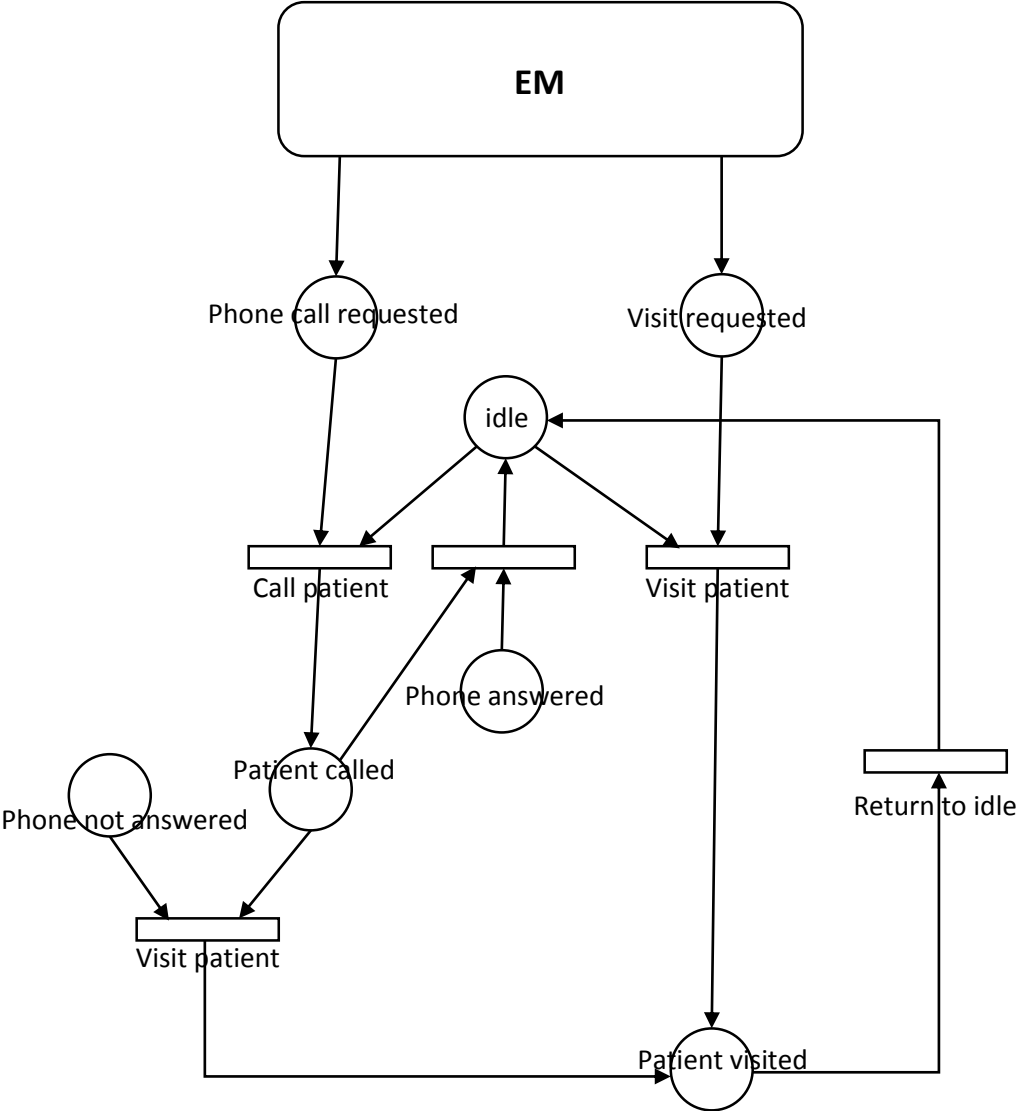 EM
Phone call requested
Visit requested
idle
Call patient
Visit patient
Phone answered
Patient called
Phone not answered
Return to idle
Visit patient
Patient visited